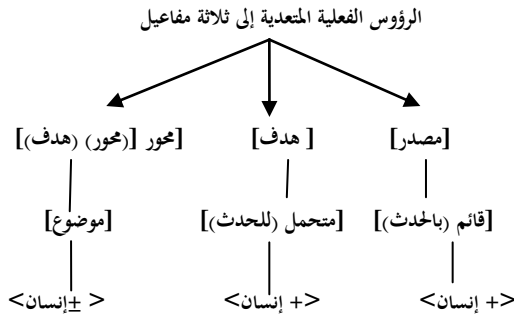 الرؤوس الفعلية المتعدية إلى ثلاثة مفاعيل
[مصدر] [ هدف] [محور [(محور) (هدف)]
[قائم (بالحدث)] [متحمل (للحدث)] [موضوع]
<+ إنسان> <+ إنسان> < ±إنسان>